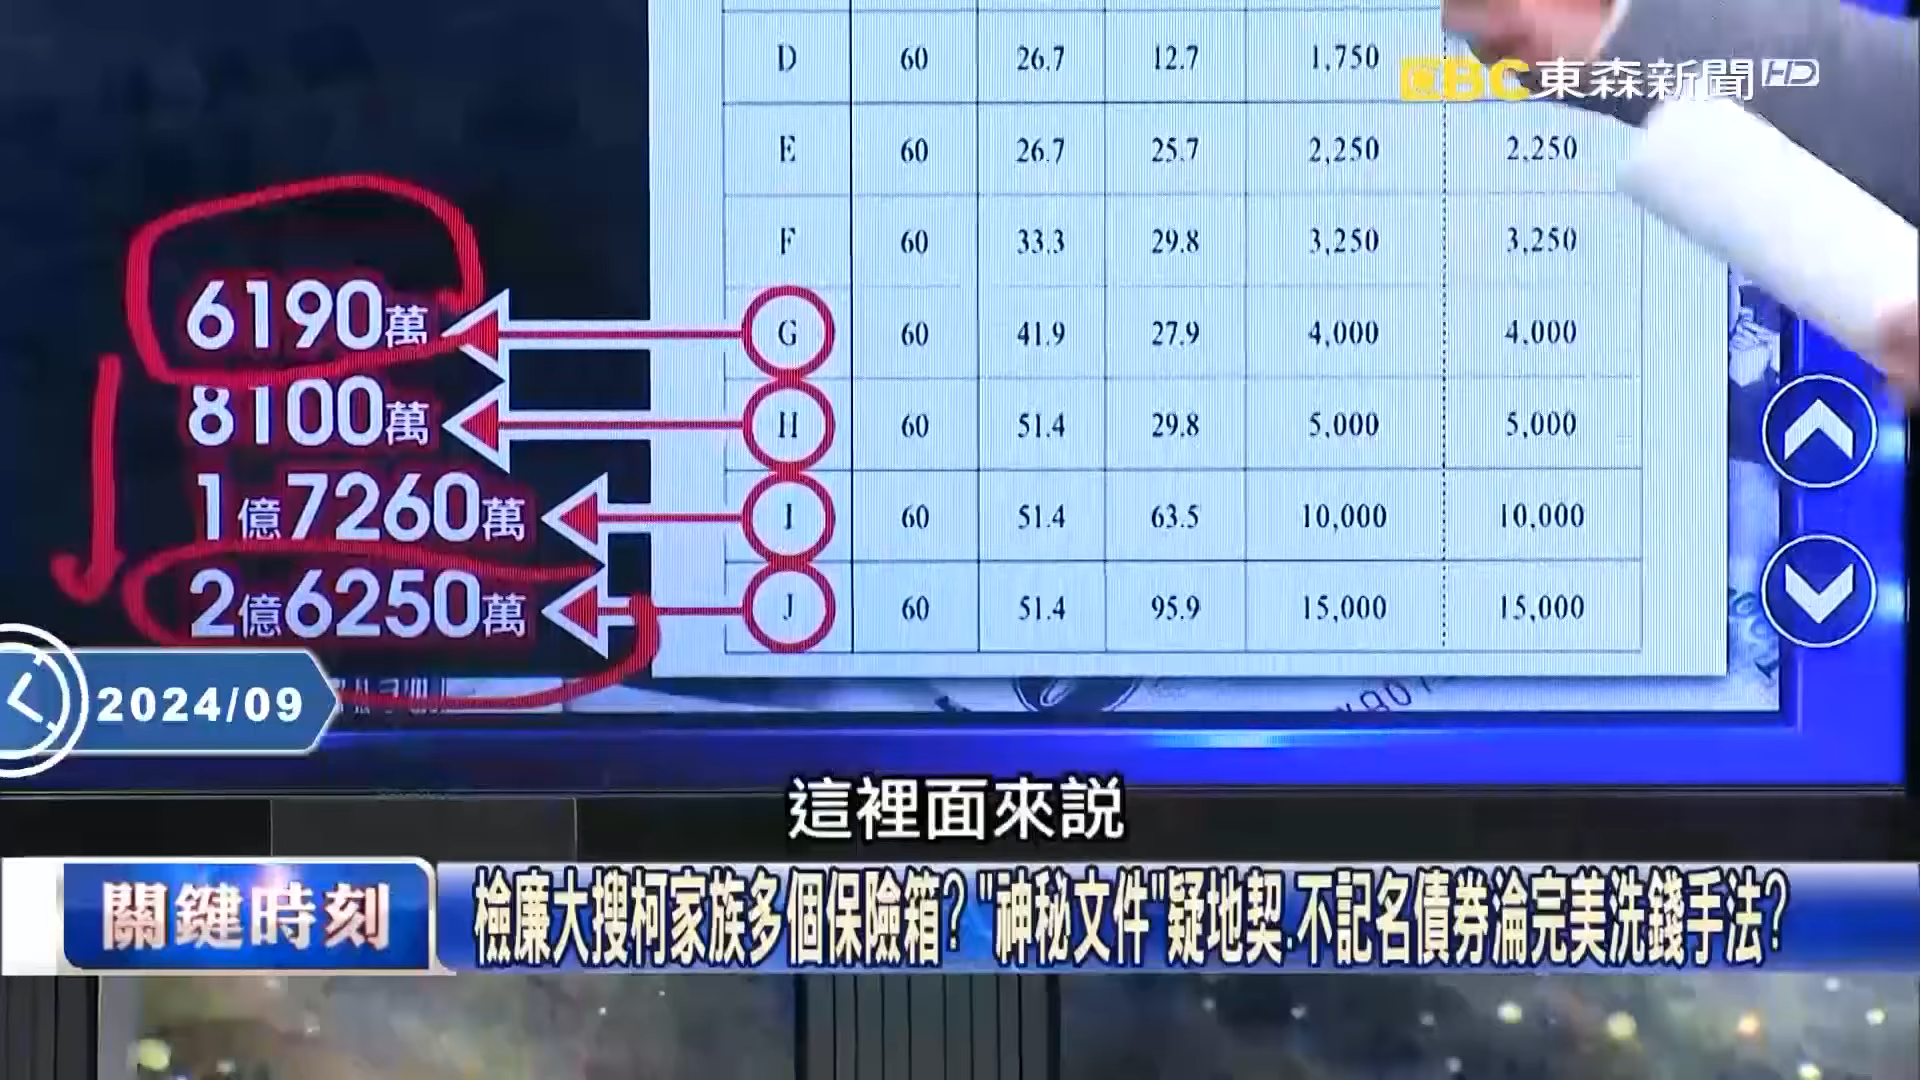 D 60 26.7 12.7 1,750
EBC 東森新聞 HD
E 60 26.7 25.7 2,250 2,250
F 60 33.3 29.8 3,250 3,250
6190萬 G 60 41.9 27.9 4,000 4,000
8100萬 H 60 51.4 29.8 5,000 5,000
1億7260萬 I 60 51.4 63.5 10,000 10,000
2億6250萬 J 60 51.4 95.9 15,000 15,000
2024/09
這裡面來説
關鍵時刻
檢廉大搜柯家族多個保險箱?"神秘文件"疑地契.不記名債券淪完美洗錢手法?